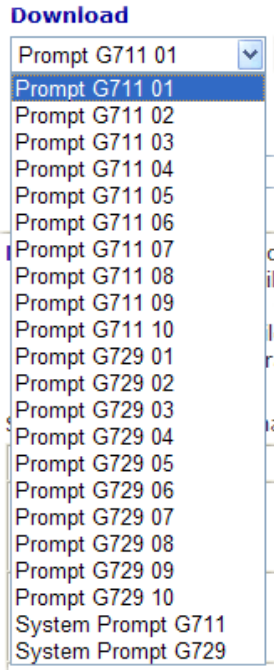 Download
Prompt G711 01
Prompt G711 01
Prompt G711 02
Prompt G711 03
Prompt G711 04
Prompt G711 05
Prompt G711 06
Prompt G711 07
Prompt G711 08
Prompt G711 09
Prompt G711 10
Prompt G729 01
Prompt G729 02
Prompt G729 03
Prompt G729 04
Prompt G729 05
Prompt G729 06
Prompt G729 07
Prompt G729 08
Prompt G729 09
Prompt G729 10
System Prompt G711
System Prompt G729